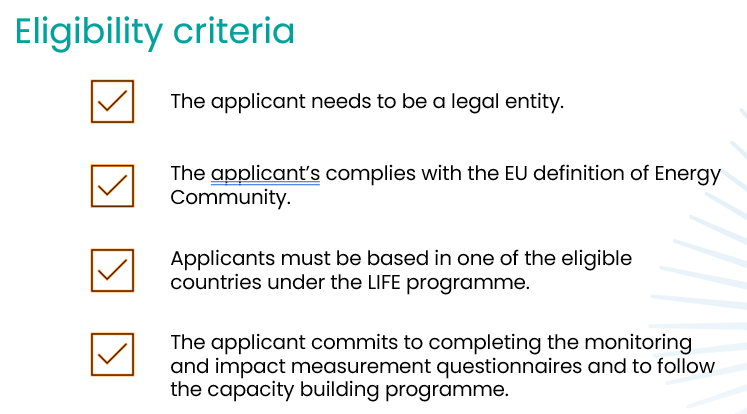 Eligibility criteria
The applicant needs to be a legal entity.
The applicant's complies with the EU definition of Energy
Community.
Applicants must be based in one of the eligible
countries under the LIFE programme.
The applicant commits to completing the monitoring
and impact measurement questionnaires and to follow
the capacity building programme.